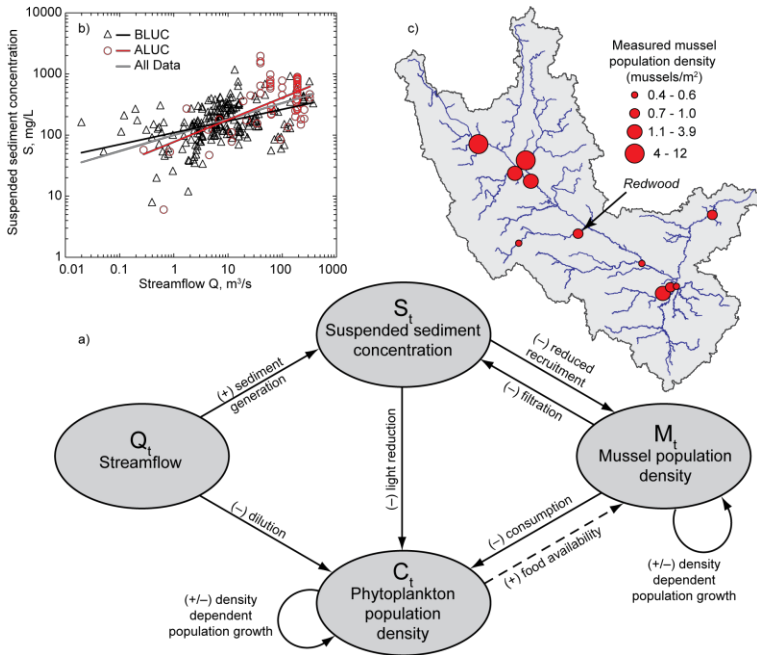 b)
BLUC
ALUC
All Data
Suspended sediment concentration
S, mg/L
10000
1000
100
10
1
0.01
0.1
1
10
100
1000
Streamflow Q, m³/s
c)
Measured mussel
population density
(mussels/m²)
0.4 - 0.6
0.7 - 1.0
1.1 - 3.9
4 - 12
Redwood
a)
St
Suspended sediment
concentration
(+) sediment
generation
(–) reduced
recruitment
(–) filtration
Qt
Streamflow
(–) light reduction
Mt
Mussel population
density
(–) dilution
(–) consumption
(+) food availability
Ct
Phytoplankton
population
density
(+/–) density
dependent
population growth
(+/–) density
dependent
population growth